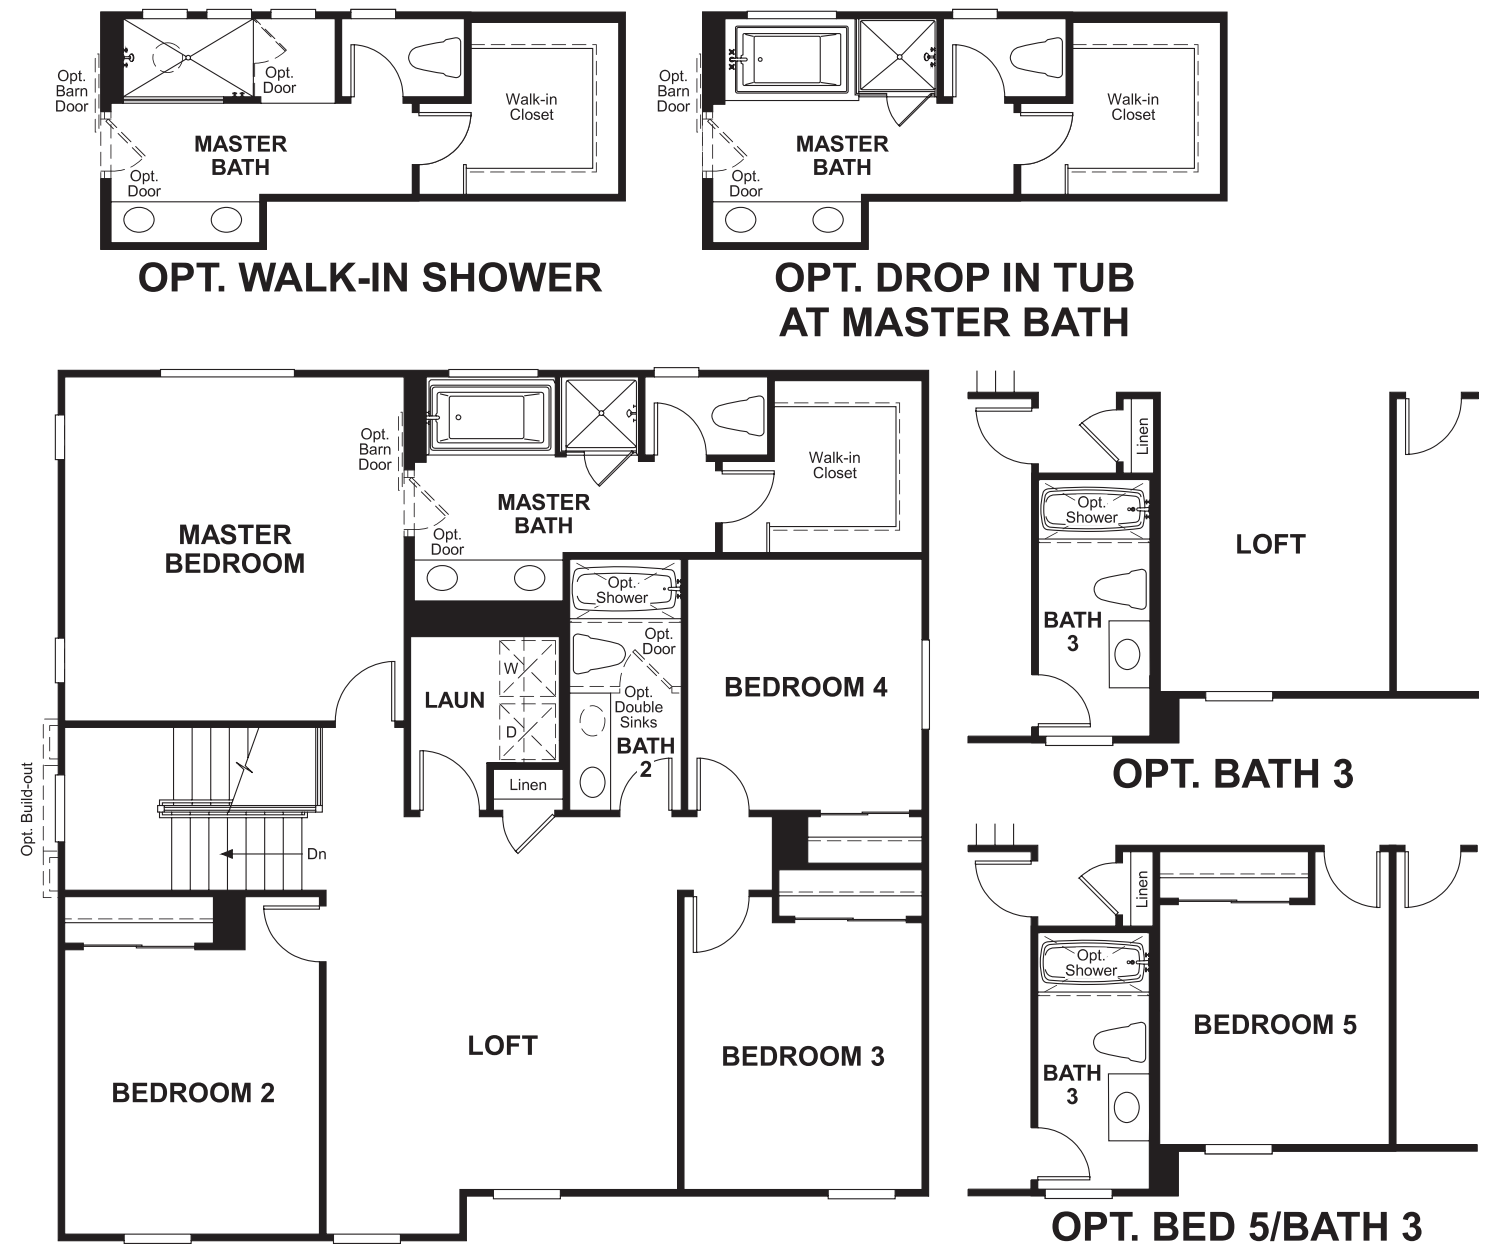 Opt.
Barn
Door
Opt.
Door
MASTER
BATH
Opt.
Door
Walk-in
Closet
OPT. WALK-IN SHOWER
Opt.
Barn
Door
MASTER
BATH
Opt.
Door
Walk-in
Closet
OPT. DROP IN TUB
AT MASTER BATH
MASTER
BEDROOM
Opt.
Barn
Door
MASTER
BATH
Opt.
Door
Walk-in
Closet
Opt.
Shower
Opt.
Door
Opt.
Double
Sinks
BATH
2
LAUN
W
D
Linen
BEDROOM 4
Opt. Build-out
Dn
BEDROOM 2
LOFT
BEDROOM 3
Linen
Opt.
Shower
BATH
3
LOFT
OPT. BATH 3
Linen
Opt.
Shower
BATH
3
BEDROOM 5
OPT. BED 5/BATH 3